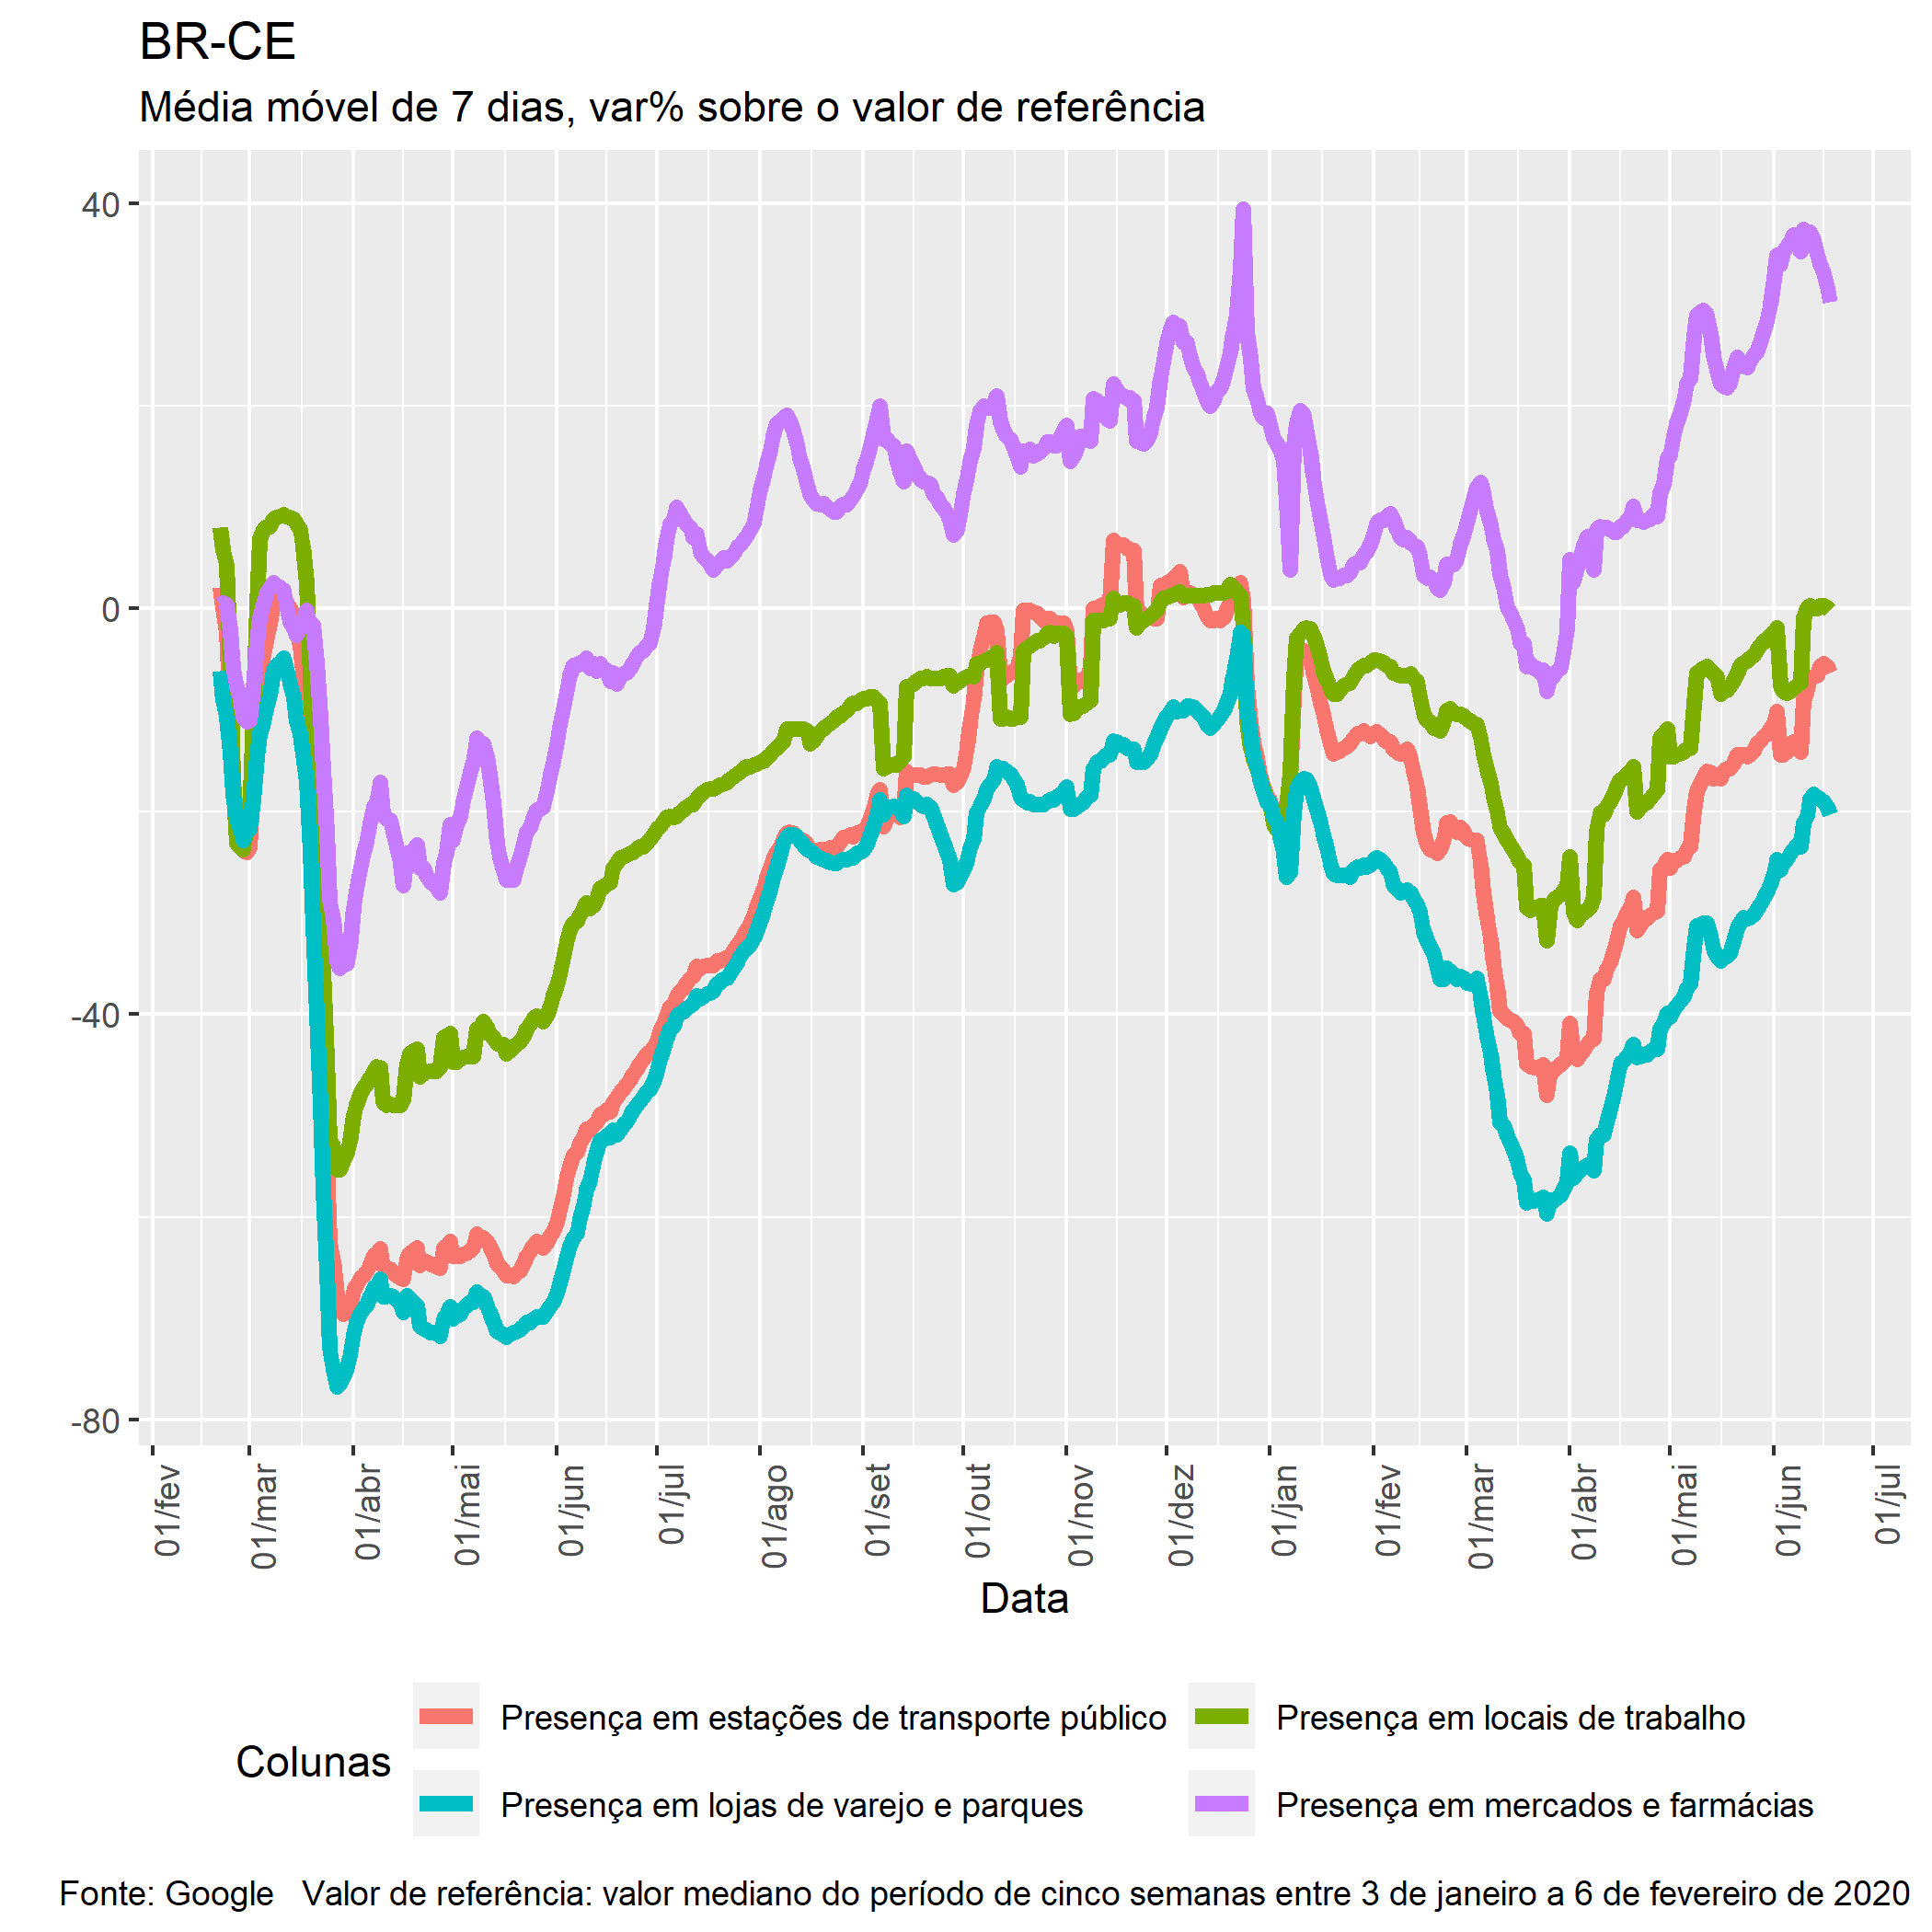 BR-CE
Média móvel de 7 dias, var% sobre o valor de referência
40
0
-40
-80
01/fev
01/mar
01/abr
01/mai
01/jun
01/jul
01/ago
01/set
01/out
01/nov
01/dez
01/jan
01/fev
01/mar
01/abr
01/mai
01/jun
01/jul
Data
Colunas
Presença em estações de transporte público
Presença em locais de trabalho
Presença em lojas de varejo e parques
Presença em mercados e farmácias
Fonte: Google   Valor de referência: valor mediano do período de cinco semanas entre 3 de janeiro a 6 de fevereiro de 2020